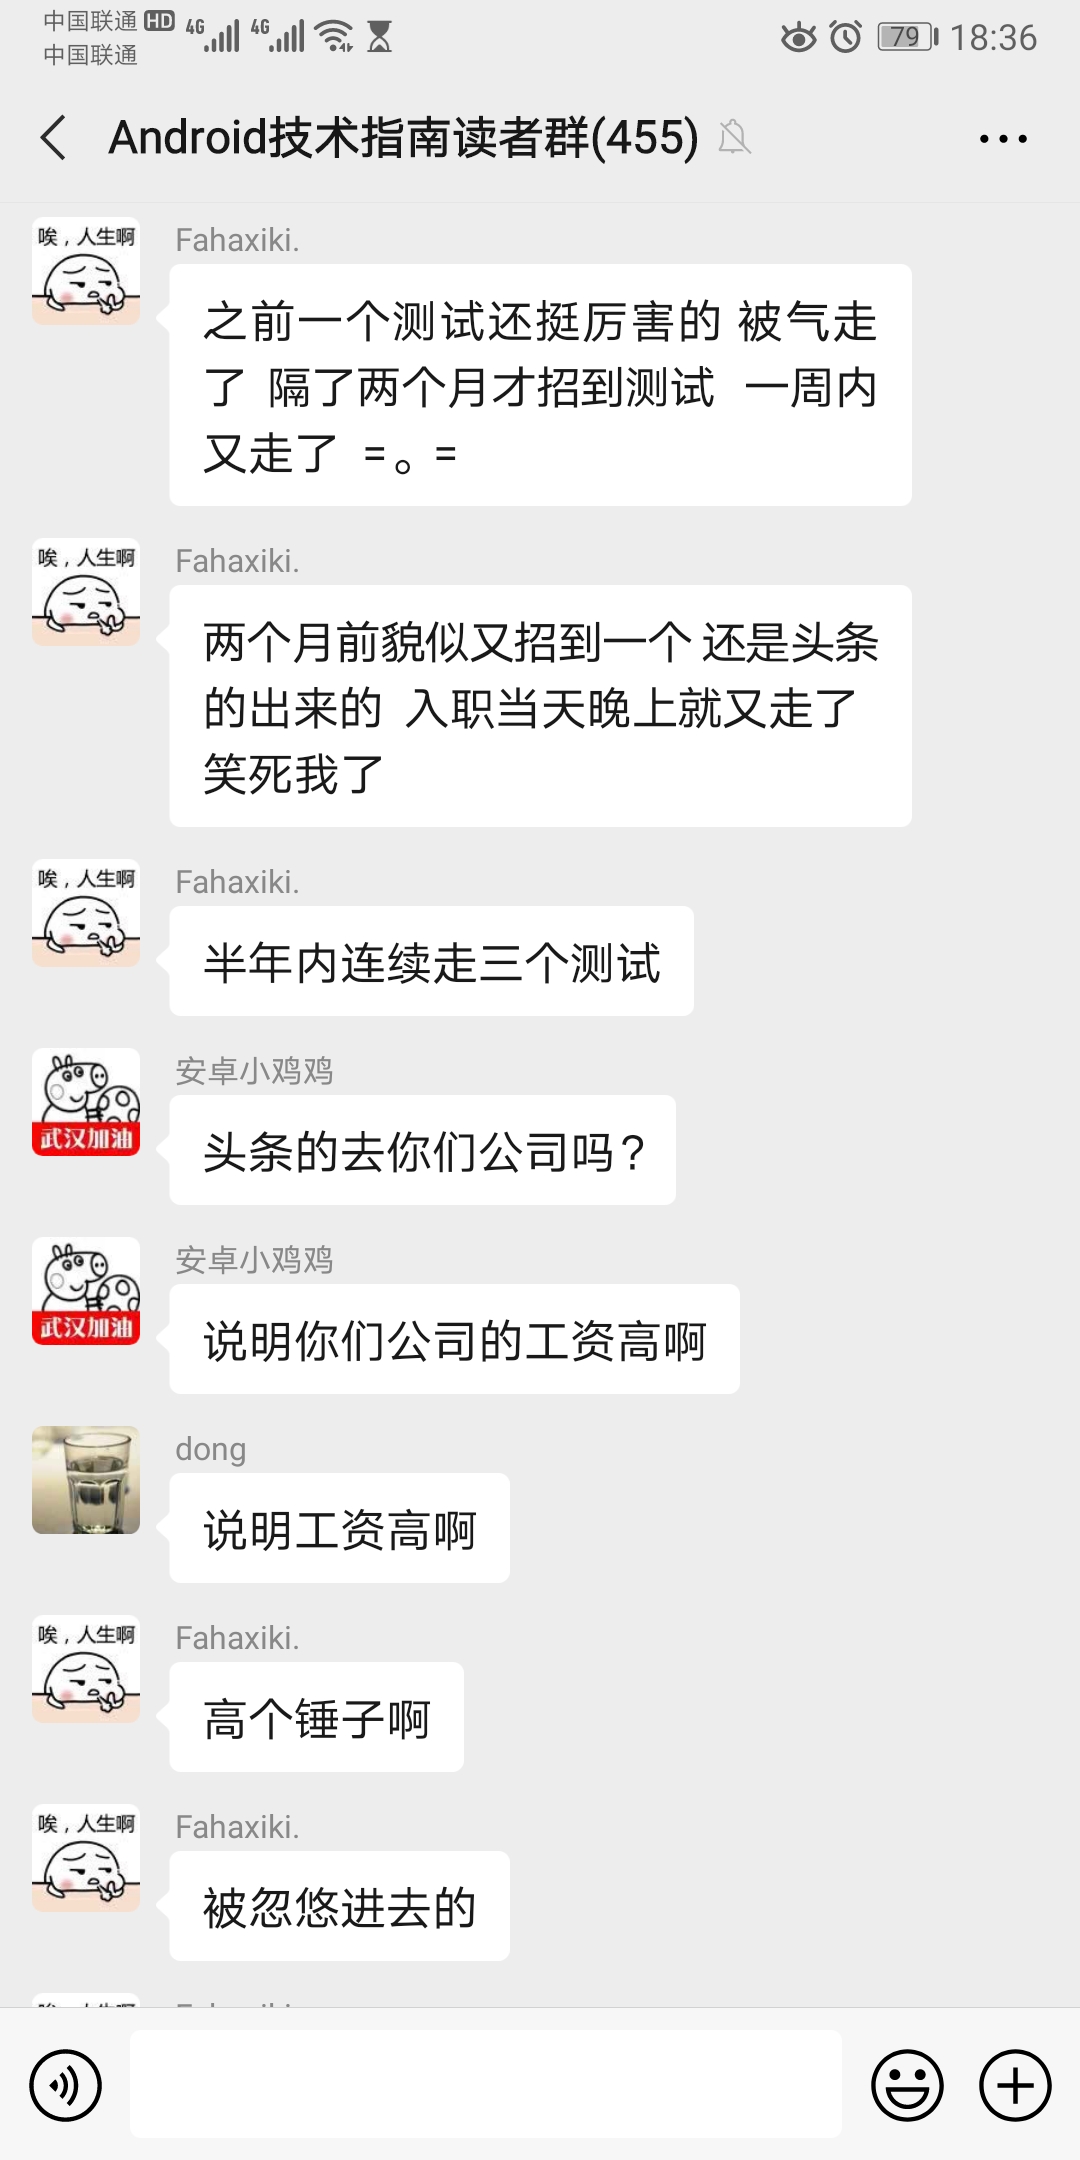 中国联通 HD 4G 4G 79 18:36
中国联通
Android技术指南读者群(455)
唉，人生啊
Fahaxiki.
之前一个测试还挺厉害的 被气走
了 隔了两个月才招到测试 一周内
又走了 =。=
唉，人生啊
Fahaxiki.
两个月前貌似又招到一个 还是头条
的出来的 入职当天晚上就又走了
笑死我了
唉，人生啊
Fahaxiki.
半年内连续走三个测试
安卓小鸡鸡
武汉加油
头条的去你们公司吗？
安卓小鸡鸡
武汉加油
说明你们公司的工资高啊
dong
说明工资高啊
唉，人生啊
Fahaxiki.
高个锤子啊
唉，人生啊
Fahaxiki.
被忽悠进去的